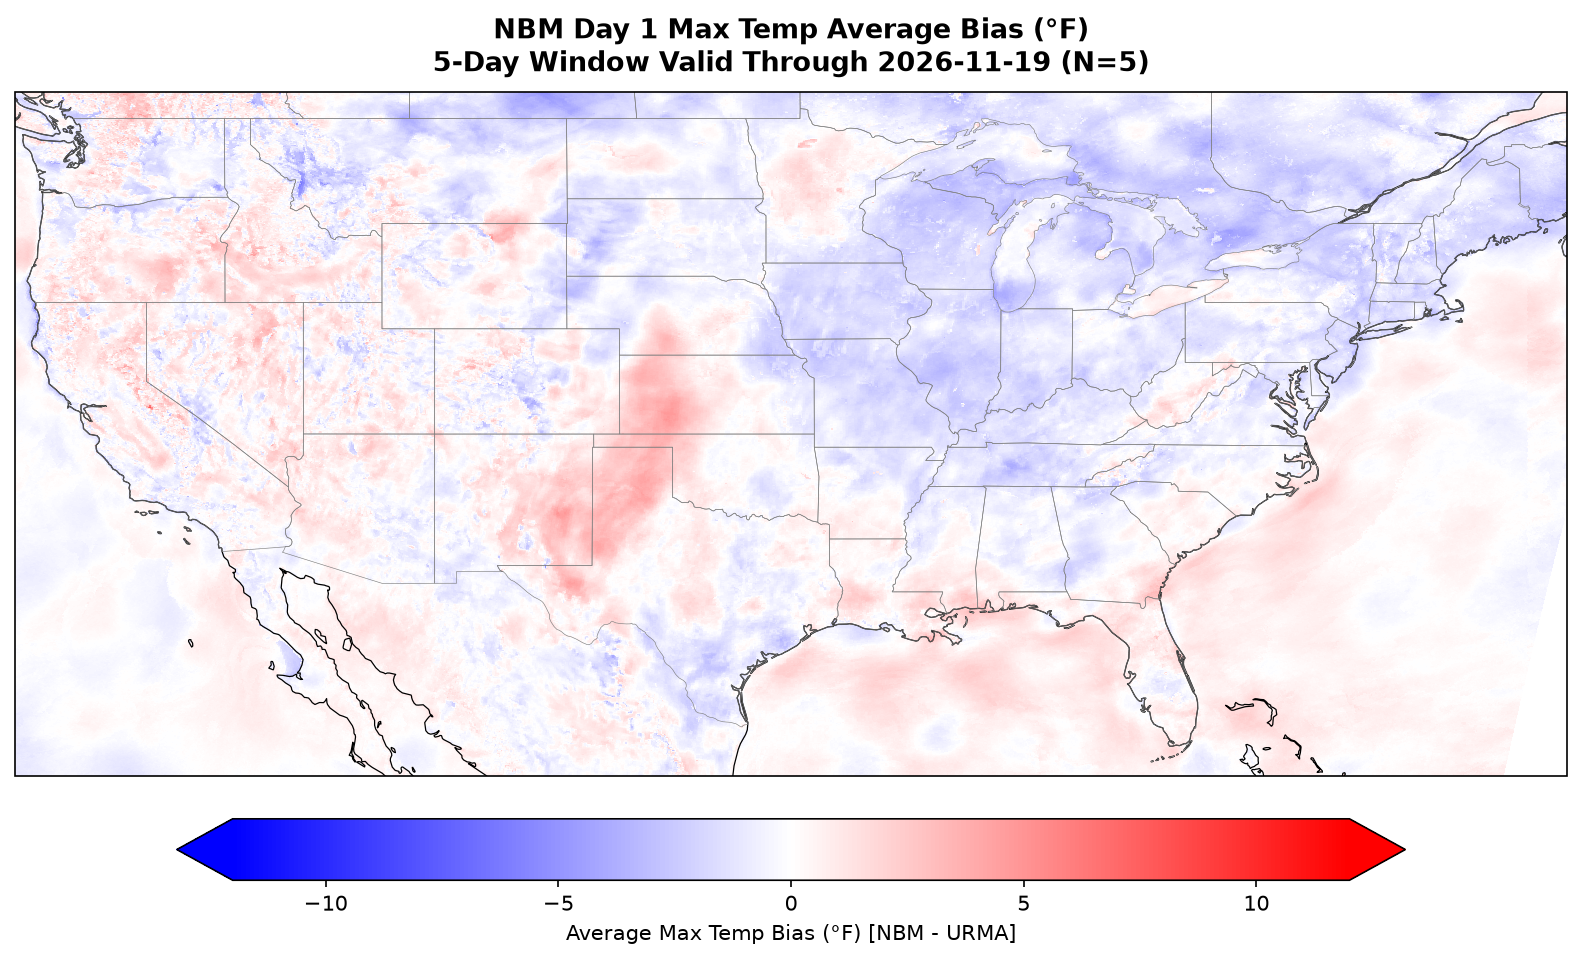 NBM Day 1 Max Temp Average Bias (°F)
5-Day Window Valid Through 2026-11-19 (N=5)
−10 −5 0 5 10
Average Max Temp Bias (°F) [NBM - URMA]